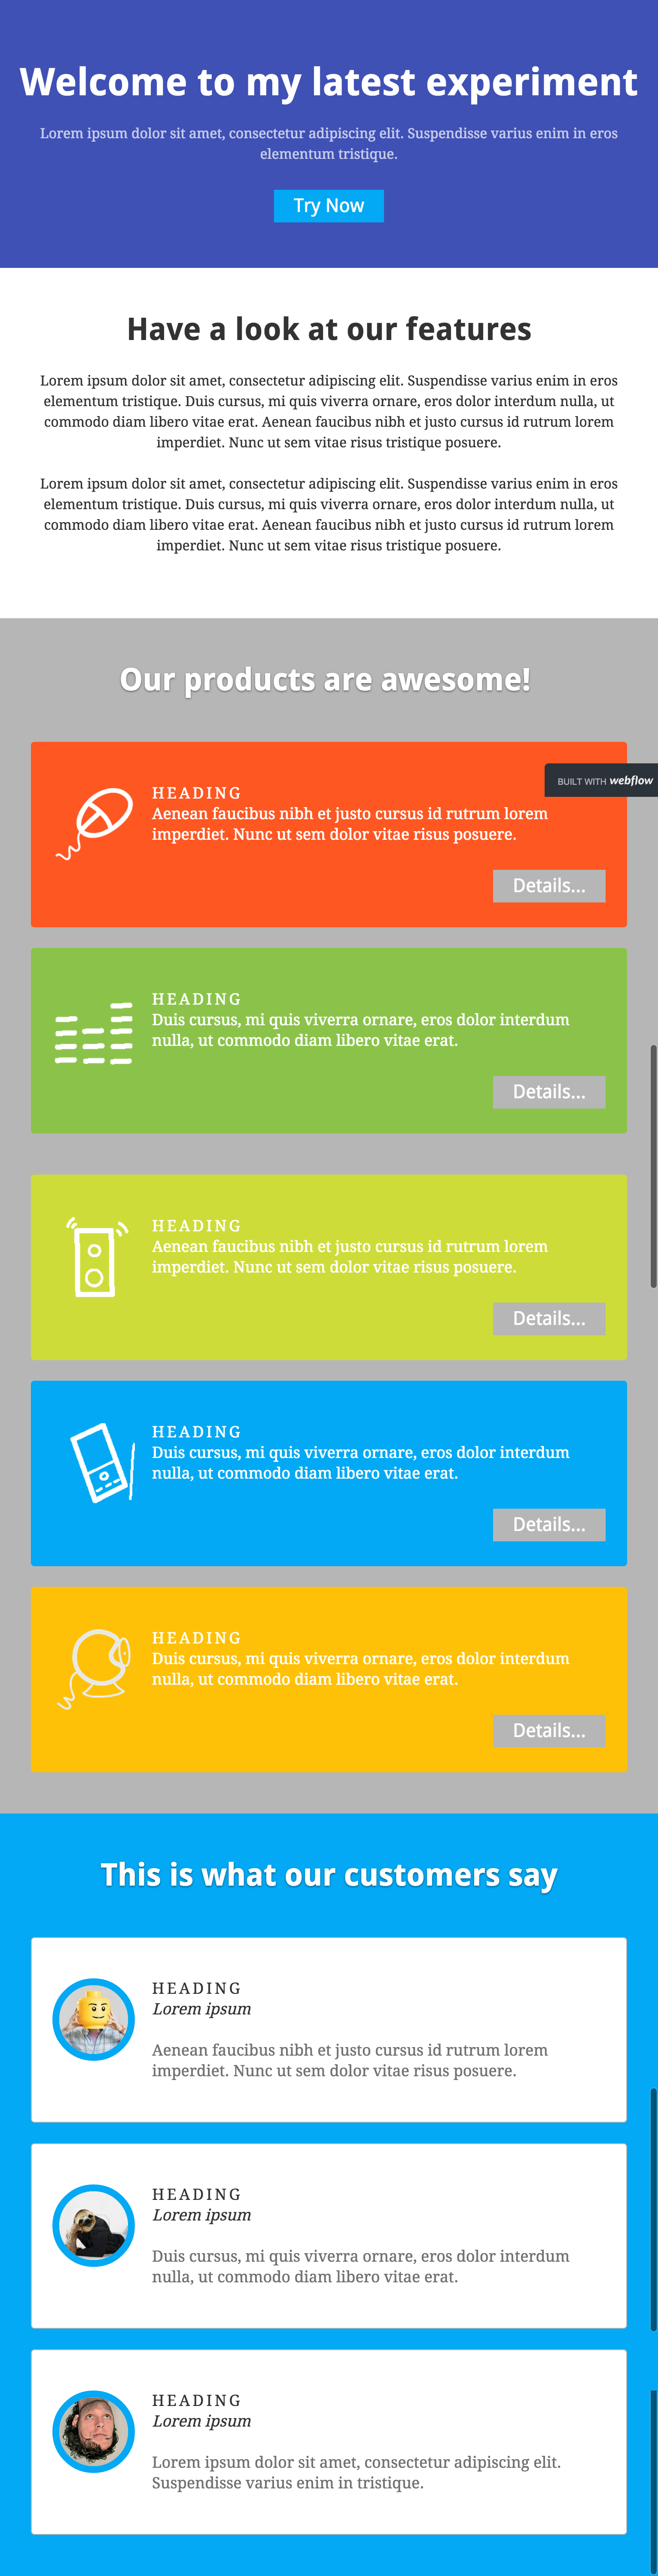 Welcome to my latest experiment
Lorem ipsum dolor sit amet, consectetur adipiscing elit. Suspendisse varius enim in eros
elementum tristique.
Try Now
Have a look at our features
Lorem ipsum dolor sit amet, consectetur adipiscing elit. Suspendisse varius enim in eros
elementum tristique. Duis cursus, mi quis viverra ornare, eros dolor interdum nulla, ut
commodo diam libero vitae erat. Aenean faucibus nibh et justo cursus id rutrum lorem
imperdiet. Nunc ut sem vitae risus tristique posuere.
Lorem ipsum dolor sit amet, consectetur adipiscing elit. Suspendisse varius enim in eros
elementum tristique. Duis cursus, mi quis viverra ornare, eros dolor interdum nulla, ut
commodo diam libero vitae erat. Aenean faucibus nibh et justo cursus id rutrum lorem
imperdiet. Nunc ut sem vitae risus tristique posuere.
Our products are awesome!
BUILT WITH webflow
HEADING
Aenean faucibus nibh et justo cursus id rutrum lorem
imperdiet. Nunc ut sem dolor vitae risus posuere.
Details...
HEADING
Duis cursus, mi quis viverra ornare, eros dolor interdum
nulla, ut commodo diam libero vitae erat.
Details...
HEADING
Aenean faucibus nibh et justo cursus id rutrum lorem
imperdiet. Nunc ut sem dolor vitae risus posuere.
Details...
HEADING
Duis cursus, mi quis viverra ornare, eros dolor interdum
nulla, ut commodo diam libero vitae erat.
Details...
HEADING
Duis cursus, mi quis viverra ornare, eros dolor interdum
nulla, ut commodo diam libero vitae erat.
Details...
This is what our customers say
HEADING
Lorem ipsum
Aenean faucibus nibh et justo cursus id rutrum lorem
imperdiet. Nunc ut sem dolor vitae risus posuere.
HEADING
Lorem ipsum
Duis cursus, mi quis viverra ornare, eros dolor interdum
nulla, ut commodo diam libero vitae erat.
HEADING
Lorem ipsum
Lorem ipsum dolor sit amet, consectetur adipiscing elit.
Suspendisse varius enim in tristique.